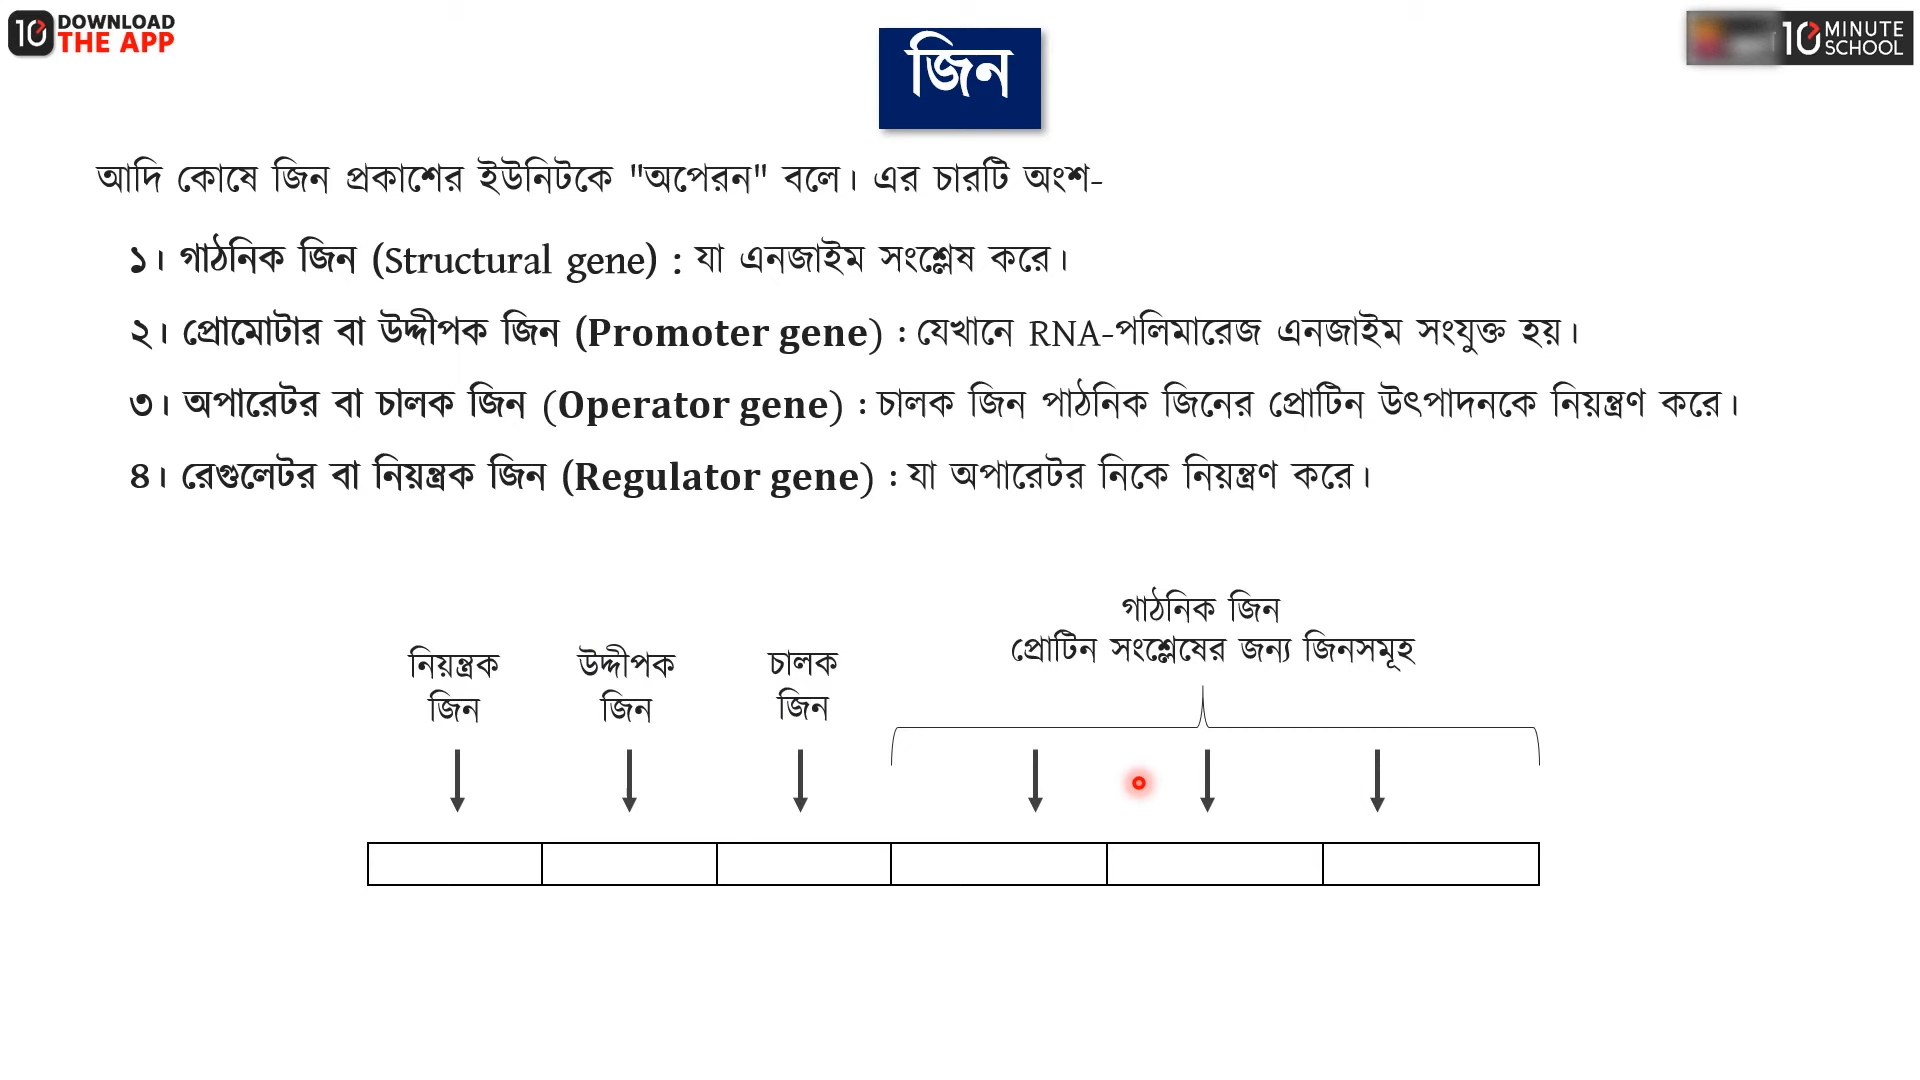 DOWNLOAD
THE APP
10 MINUTE
SCHOOL
জিন
আদি কোষে জিন প্রকাশের ইউনিটকে "অপেরন" বলে। এর চারটি অংশ-
১। গাঠনিক জিন (Structural gene) : যা এনজাইম সংশ্লেষ করে।
২। প্রোমোটার বা উদ্দীপক জিন (Promoter gene) : যেখানে RNA-পলিমারেজ এনজাইম সংযুক্ত হয়।
৩। অপারেটর বা চালক জিন (Operator gene) : চালক জিন পাঠনিক জিনের প্রোটিন উৎপাদনকে নিয়ন্ত্রণ করে।
৪। রেগুলেটর বা নিয়ন্ত্রক জিন (Regulator gene) : যা অপারেটর নিকে নিয়ন্ত্রণ করে।
গাঠনিক জিন
প্রোটিন সংশ্লেষের জন্য জিনসমূহ
নিয়ন্ত্রক
জিন
উদ্দীপক
জিন
চালক
জিন